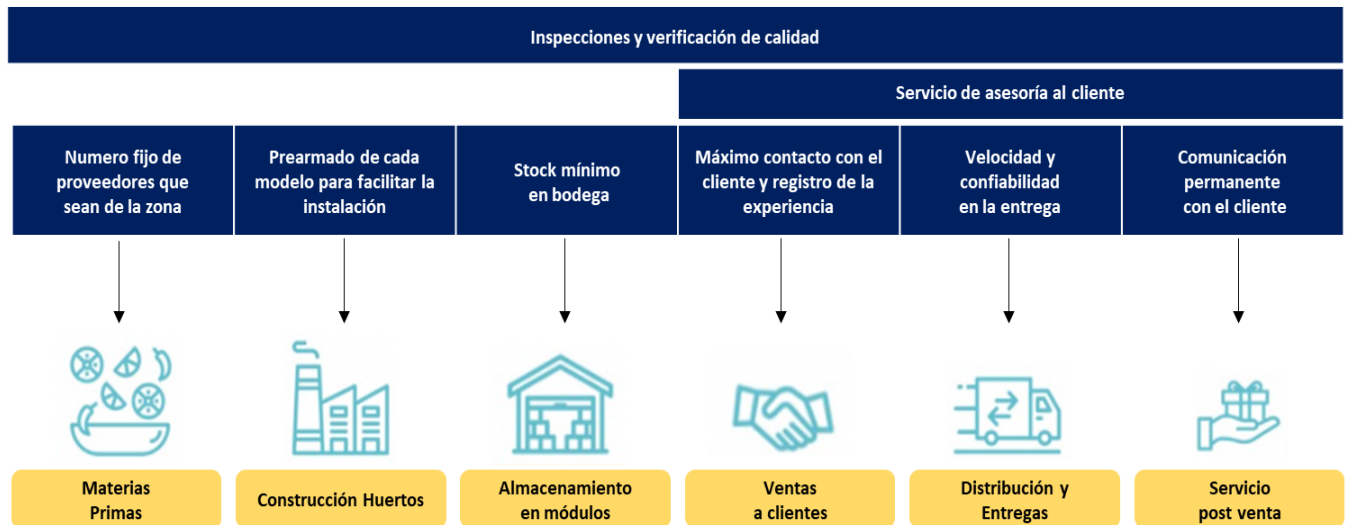 Inspecciones y verificación de calidad
Servicio de asesoría al cliente
Numero fijo de
proveedores que
sean de la zona
Prearmado de cada
modelo para facilitar la
instalación
Stock mínimo
en bodega
Máximo contacto con el
cliente y registro de la
experiencia
Velocidad y
confiabilidad
en la entrega
Comunicación
permanente
con el cliente
Materias
Primas
Construcción Huertos
Almacenamiento
en módulos
Ventas
a clientes
Distribución y
Entregas
Servicio
post venta